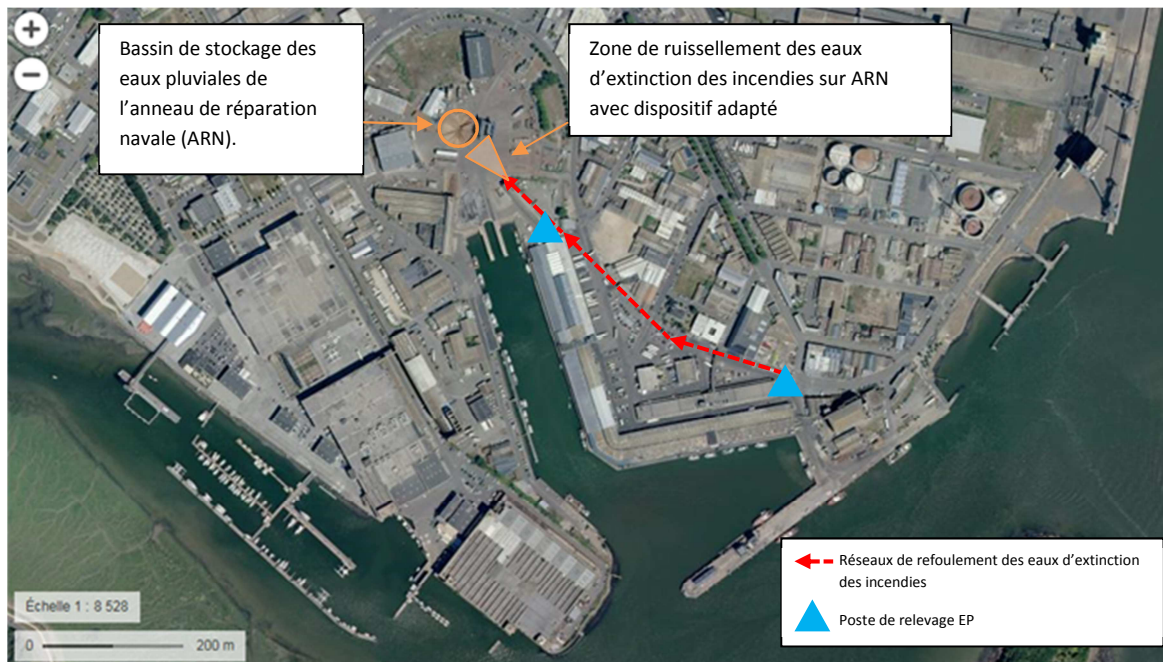 +
−
Bassin de stockage des
eaux pluviales de
l’anneau de réparation
navale (ARN).
Zone de ruissellement des eaux
d’extinction des incendies sur ARN
avec dispositif adapté
Réseaux de refoulement des eaux d’extinction
des incendies
Poste de relevage EP
Échelle 1 : 8 528
0 200 m